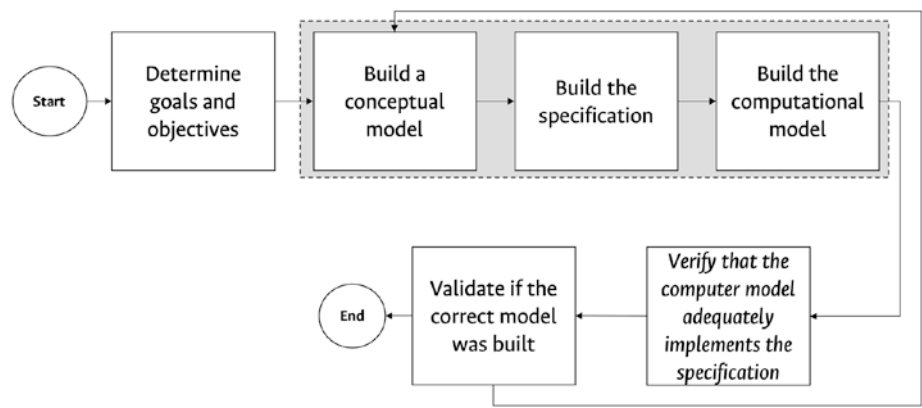 Start
Determine
goals and
objectives
Build a
conceptual
model
Build the
specification
Build the
computational
model
Verify that the
computer model
adequately
implements the
specification
Validate if the
correct model
was built
End